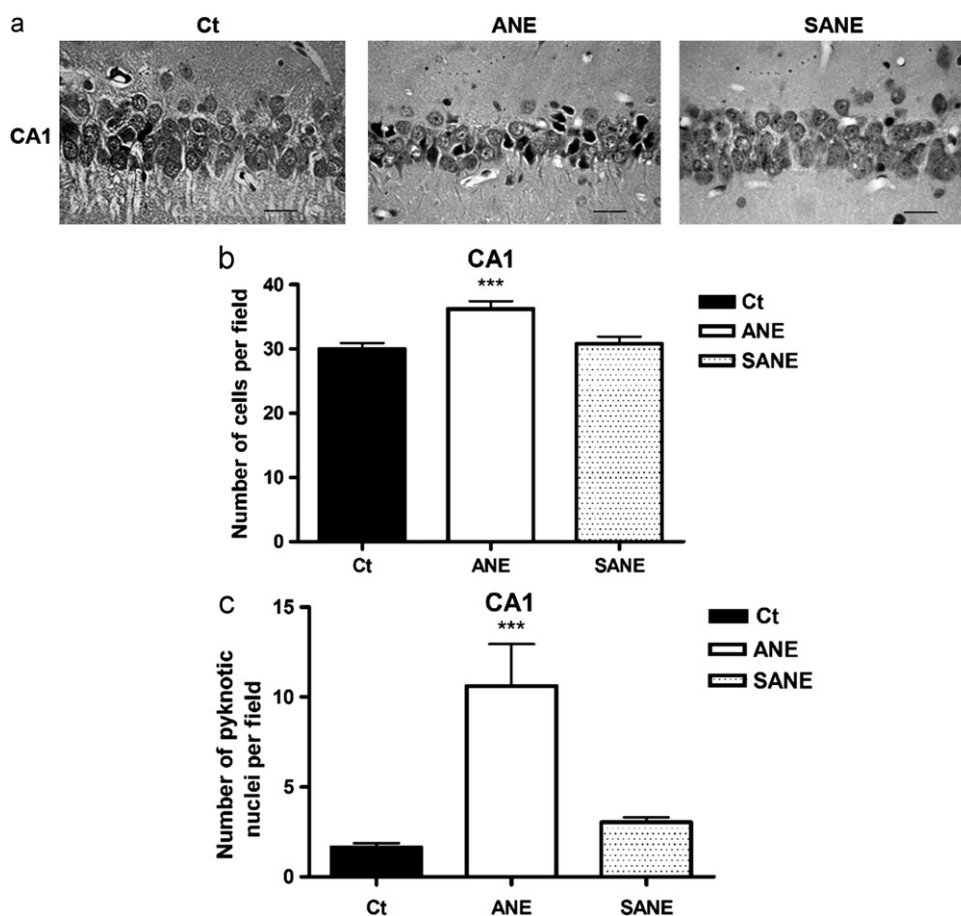 a
Ct ANE SANE
CA1
b
CA1
***
Number of cells per field
40
30
20
10
0
Ct ANE SANE
Ct
ANE
SANE
c
CA1
***
Number of pyknotic
nuclei per field
15
10
5
0
Ct ANE SANE
Ct
ANE
SANE